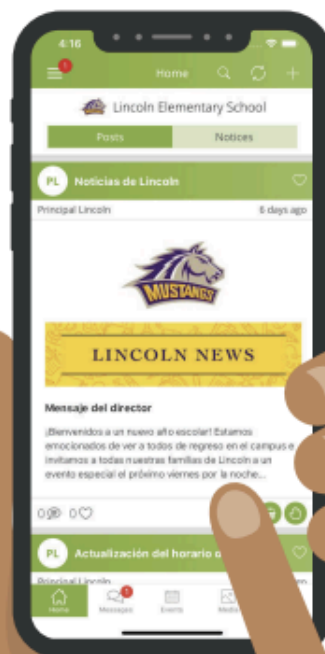 4:16
1
Home
Lincoln Elementary School
Posts
Notices
PL
Noticias de Lincoln
Principal Lincoln
6 days ago
MUSTANGS
LINCOLN NEWS
Mensaje del director
¡Bienvenidos a un nuevo año escolar! Estamos
emocionados de ver a todos de regreso en el campus e
invitamos a todas nuestras familias de Lincoln a un
evento especial el próximo viernes por la noche...
0 0
PL
Actualización del horario
Principal Lincoln
1
Home
Messages
Events
Media